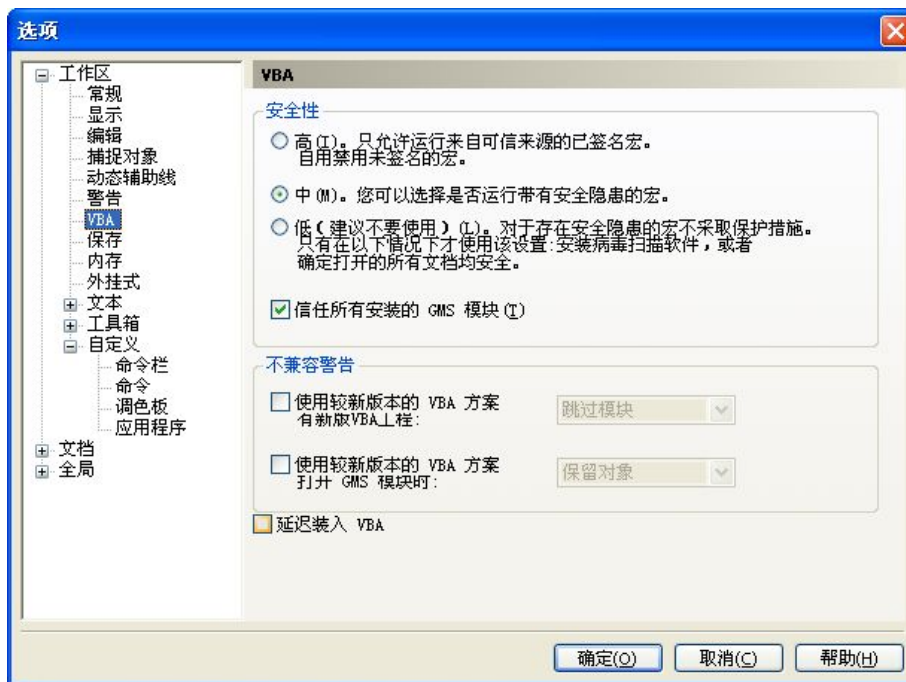 选项
工作区
常规
显示
编辑
捕捉对象
动态辅助线
警告
VBA
保存
内存
外挂式
文本
工具箱
自定义
命令栏
命令
调色板
应用程序
文档
全局
VBA
安全性
高(I)。只允许运行来自可信来源的已签名宏。
自用禁用未签名的宏。
中(M)。您可以选择是否运行带有安全隐患的宏。
低(建议不要使用)(L)。对于存在安全隐患的宏不采取保护措施。
只有在以下情况下才使用该设置:安装病毒扫描软件,或者
确定打开的所有文档均安全。
信任所有安装的 GMS 模块(T)
不兼容警告
使用较新版本的 VBA 方案
有新版VBA工程:
跳过模块
使用较新版本的 VBA 方案
打开 GMS 模块时:
保留对象
延迟装入 VBA
确定(O)
取消(C)
帮助(H)